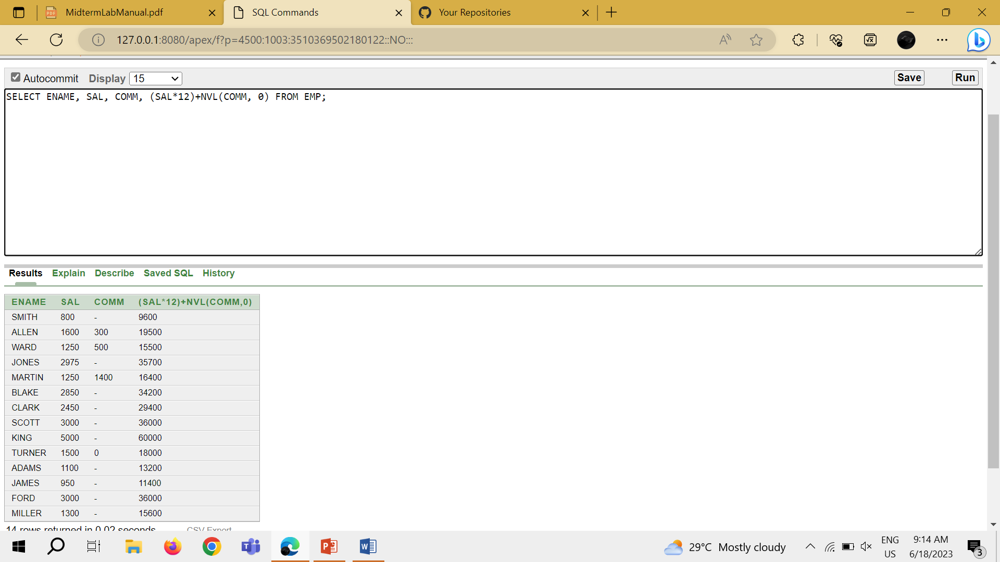 MidtermLabManual.pdf
SQL Commands
Your Repositories
127.0.0.1:8080/apex/f?p=4500:1003:3510369502180122::NO:::
Autocommit Display 15 Save Run
SELECT ENAME, SAL, COMM, (SAL*12)+NVL(COMM, 0) FROM EMP;
Results Explain Describe Saved SQL History
ENAME SAL COMM (SAL*12)+NVL(COMM,0)
SMITH 800 - 9600
ALLEN 1600 300 19500
WARD 1250 500 15500
JONES 2975 - 35700
MARTIN 1250 1400 16400
BLAKE 2850 - 34200
CLARK 2450 - 29400
SCOTT 3000 - 36000
KING 5000 - 60000
TURNER 1500 0 18000
ADAMS 1100 - 13200
JAMES 950 - 11400
FORD 3000 - 36000
MILLER 1300 - 15600
14 rows returned in 0.02 seconds CSV Export
29°C Mostly cloudy
ENG
US
9:14 AM
6/18/2023
3